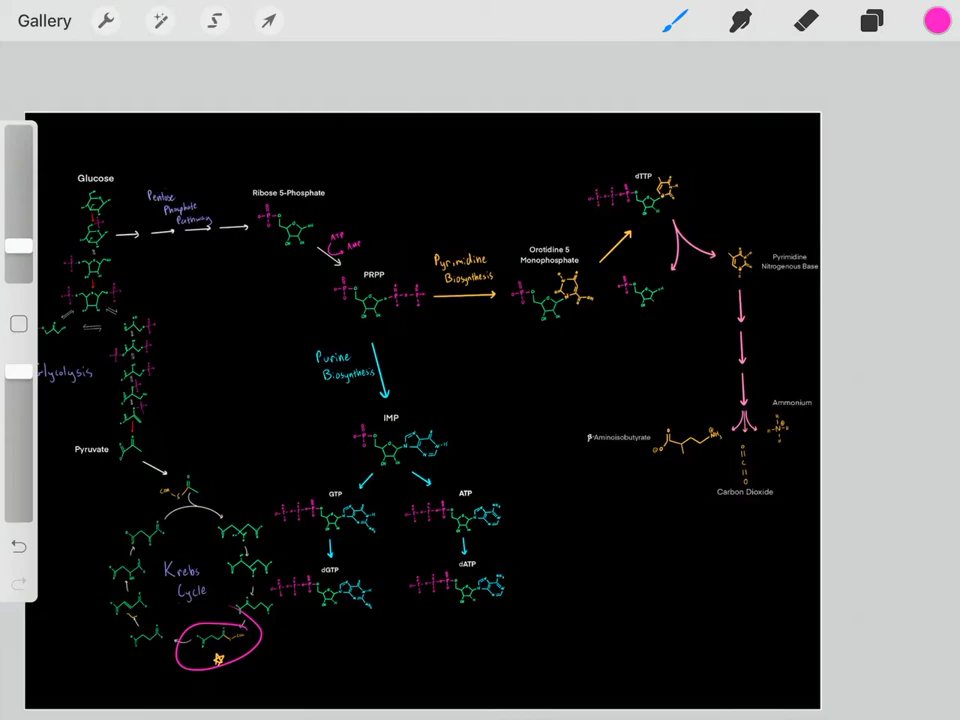 Gallery
Glucose
Pentose
Phosphate
Pathway
Ribose 5-Phosphate
ATP
AMP
PRPP
Pyrimidine
Biosynthesis
Orotidine 5
Monophosphate
dTTP
Pyrimidine
Nitrogenous Base
Glycolysis
Purine
Biosynthesis
IMP
Pyruvate
GTP
ATP
dGTP
dATP
Krebs
Cycle
β-Aminoisobutyrate
Ammonium
Carbon Dioxide